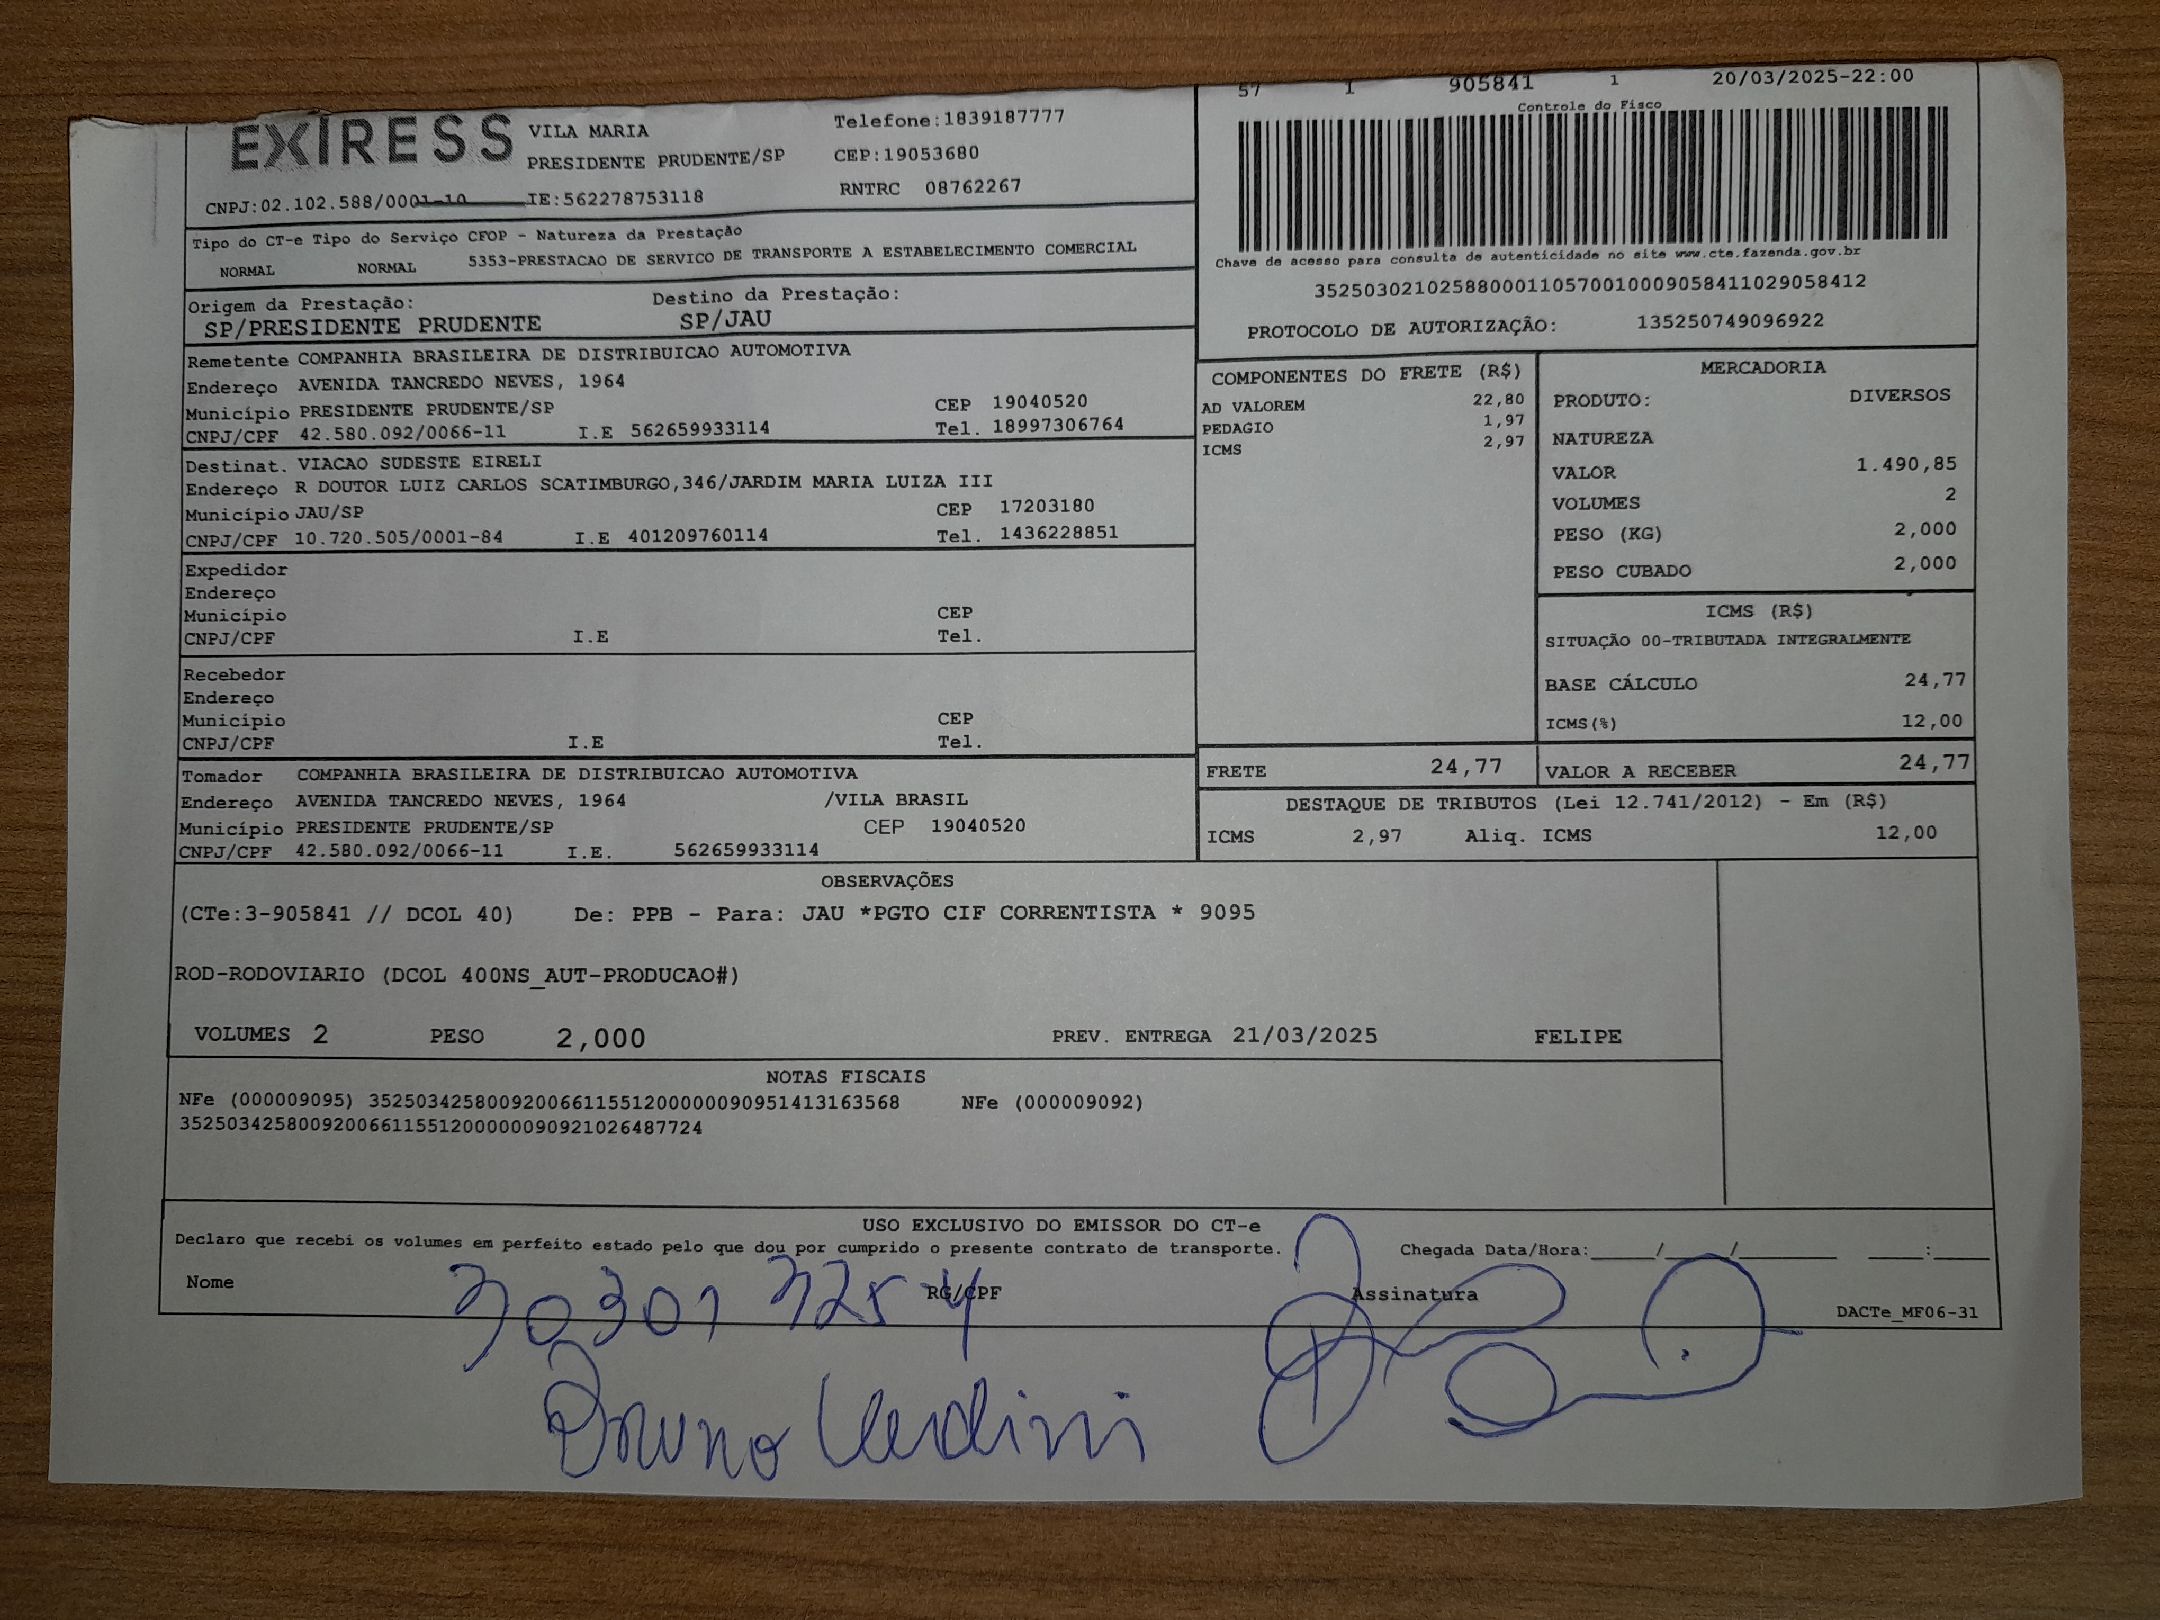 57 1 905841 1 20/03/2025-22:00
Controle do Fisco
EXPRESS VILA MARIA Telefone:1839187777
PRESIDENTE PRUDENTE/SP CEP:19053680
CNPJ:02.102.588/0001-10 IE:562278753118 RNTRC 08762267
Tipo do CT-e Tipo do Serviço CFOP - Natureza da Prestação
NORMAL NORMAL 5353-PRESTACAO DE SERVICO DE TRANSPORTE A ESTABELECIMENTO COMERCIAL
Chave de acesso para consulta de autenticidade no site www.cte.fazenda.gov.br
35250302102588000110570010009058411029058412
PROTOCOLO DE AUTORIZAÇÃO: 135250749096922
Origem da Prestação: Destino da Prestação:
SP/PRESIDENTE PRUDENTE SP/JAU
Remetente COMPANHIA BRASILEIRA DE DISTRIBUICAO AUTOMOTIVA
Endereço AVENIDA TANCREDO NEVES, 1964
Município PRESIDENTE PRUDENTE/SP CEP 19040520
CNPJ/CPF 42.580.092/0066-11 I.E 562659933114 Tel. 18997306764
Destinat. VIACAO SUDESTE EIRELI
Endereço R DOUTOR LUIZ CARLOS SCATIMBURGO,346/JARDIM MARIA LUIZA III
Município JAU/SP CEP 17203180
CNPJ/CPF 10.720.505/0001-84 I.E 401209760114 Tel. 1436228851
Expedidor
Endereço
Município CEP
CNPJ/CPF I.E Tel.
Recebedor
Endereço
Município CEP
CNPJ/CPF I.E Tel.
Tomador COMPANHIA BRASILEIRA DE DISTRIBUICAO AUTOMOTIVA
Endereço AVENIDA TANCREDO NEVES, 1964 /VILA BRASIL
Município PRESIDENTE PRUDENTE/SP CEP 19040520
CNPJ/CPF 42.580.092/0066-11 I.E. 562659933114
COMPONENTES DO FRETE (R$)
AD VALOREM 22,80
PEDAGIO 1,97
ICMS 2,97
MERCADORIA
PRODUTO: DIVERSOS
NATUREZA
VALOR 1.490,85
VOLUMES 2
PESO (KG) 2,000
PESO CUBADO 2,000
ICMS (R$)
SITUAÇÃO 00-TRIBUTADA INTEGRALMENTE
BASE CÁLCULO 24,77
ICMS(%) 12,00
FRETE 24,77 VALOR A RECEBER 24,77
DESTAQUE DE TRIBUTOS (Lei 12.741/2012) - Em (R$)
ICMS 2,97 Aliq. ICMS 12,00
OBSERVAÇÕES
(CTe:3-905841 // DCOL 40) De: PPB - Para: JAU *PGTO CIF CORRENTISTA * 9095
ROD-RODOVIARIO (DCOL 400NS_AUT-PRODUCAO#)
VOLUMES 2 PESO 2,000 PREV. ENTREGA 21/03/2025 FELIPE
NOTAS FISCAIS
NFe (000009095) 35250342580092006611551200000090951413163568 NFe (000009092)
35250342580092006611551200000090921026487724
USO EXCLUSIVO DO EMISSOR DO CT-e
Declaro que recebi os volumes em perfeito estado pelo que dou por cumprido o presente contrato de transporte. Chegada Data/Hora:_____/______/_________ _____:_____
Nome RG/CPF Assinatura
DACTe_MF06-31
Bruno